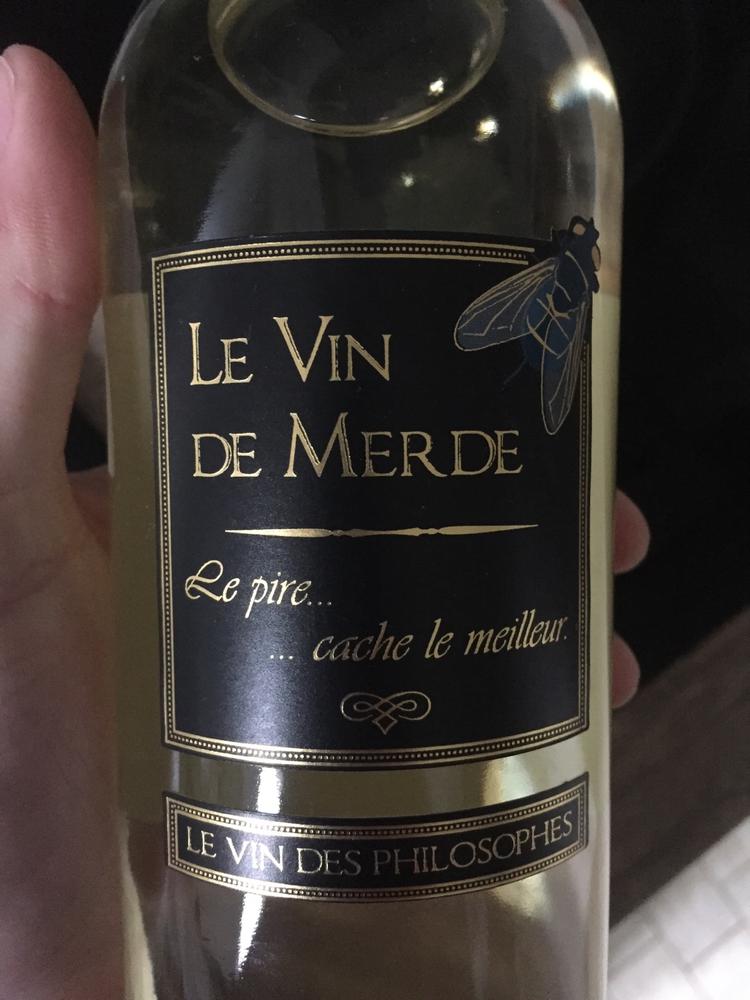 LE VIN
DE MERDE
Le pire...
... cache le meilleur.
LE VIN DES PHILOSOPHES